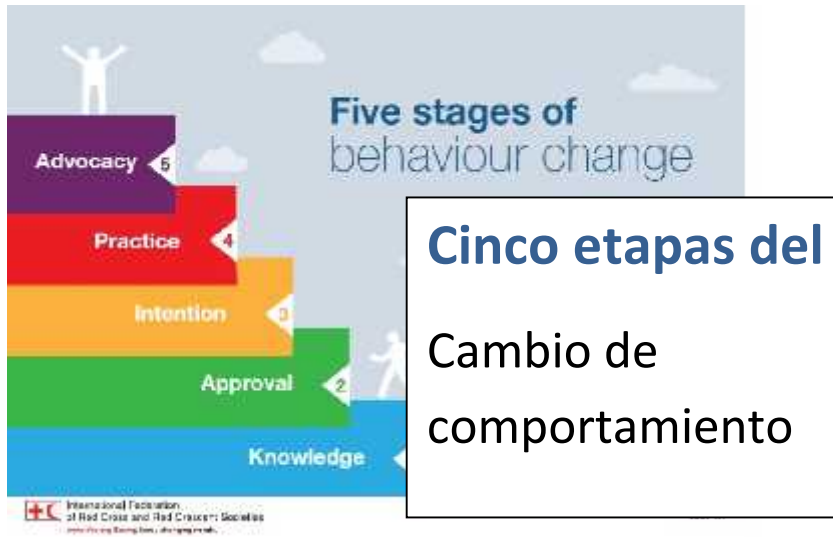 Five stages of
behaviour change
Advocacy 5
Practice 4
Intention 3
Approval 2
Knowledge
Cinco etapas del
Cambio de
comportamiento
International Federation
of Red Cross and Red Crescent Societies